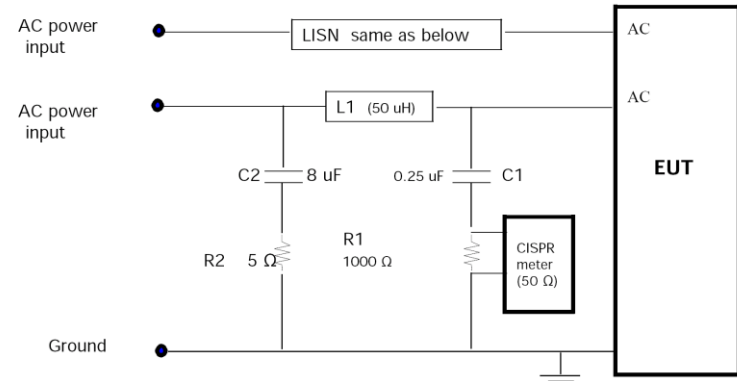 AC power
input
LISN same as below
AC
AC power
input
L1 (50 uH)
AC
EUT
C2 8 uF
0.25 uF C1
R2 5 Ω
R1
1000 Ω
CISPR
meter
(50 Ω)
Ground